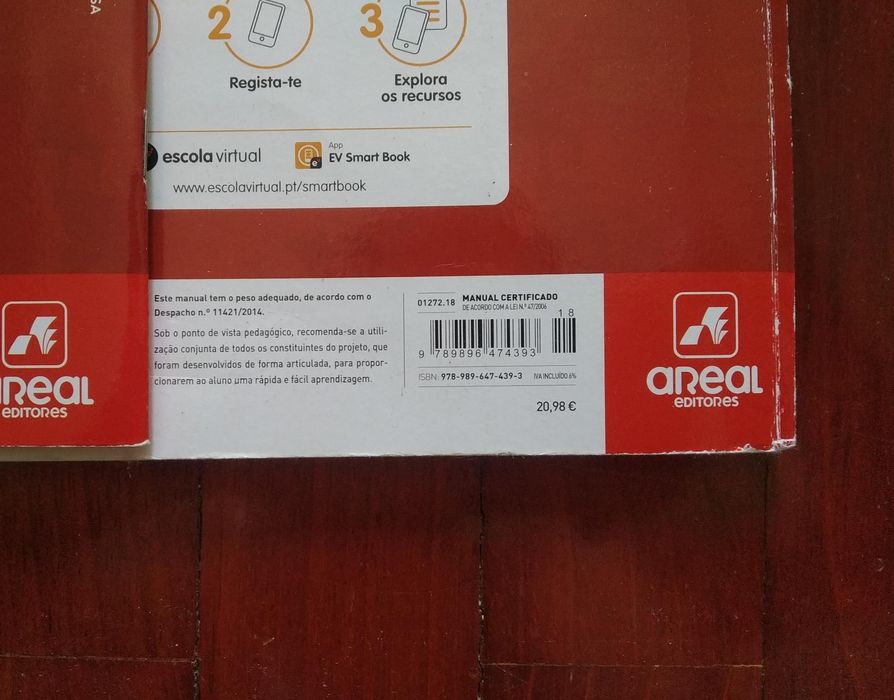 SA
2
Regista-te
3
Explora
os recursos
escola virtual
App
EV Smart Book
www.escolavirtual.pt/smartbook
Este manual tem o peso adequado, de acordo com o
Despacho n.º 11421/2014.
Sob o ponto de vista pedagógico, recomenda-se a utili-
zação conjunta de todos os constituintes do projeto, que
foram desenvolvidos de forma articulada, para propor-
cionarem ao aluno uma rápida e fácil aprendizagem.
01272.18
MANUAL CERTIFICADO
DE ACORDO COM A LEI N.º 47/2006
18
9 789896 474393
ISBN: 978-989-647-439-3
IVA INCLUÍDO 6%
20,98 €
areal
EDITORES
areal
EDITORES